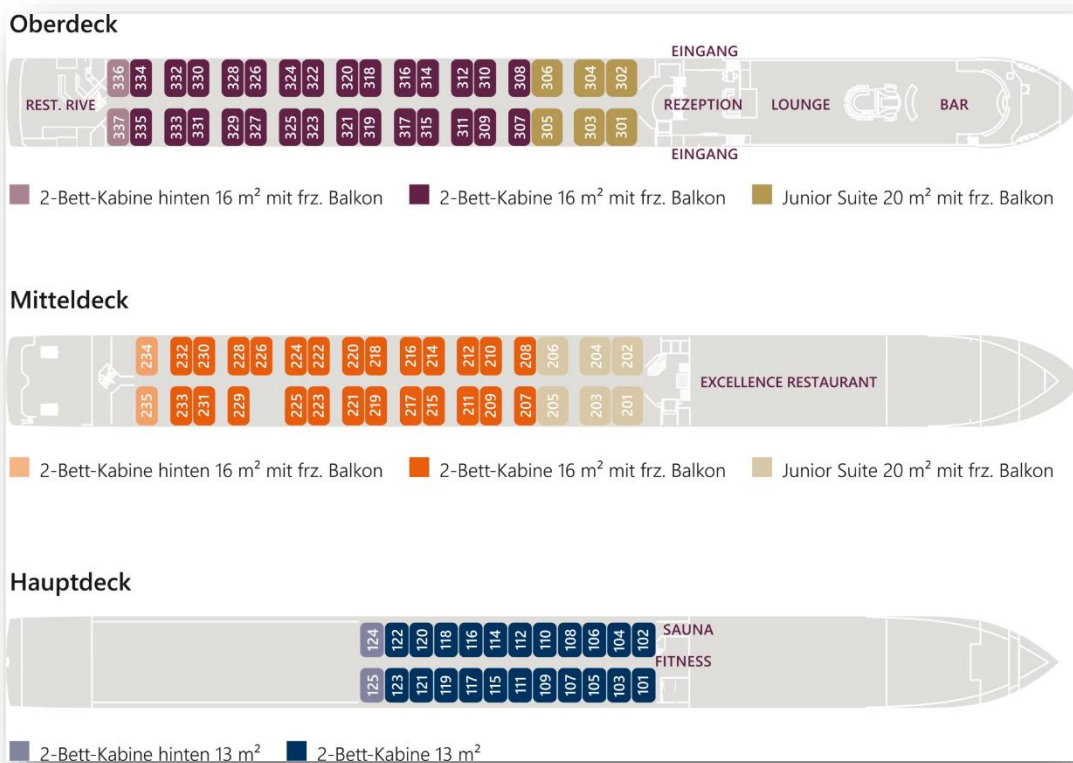 Oberdeck
EINGANG
336 334 332 330 328 326 324 322 320 318 316 314 312 310 308 306 304 302
REST. RIVE REZEPTION LOUNGE BAR
337 335 333 331 329 327 325 323 321 319 317 315 311 309 307 305 303 301
EINGANG
2-Bett-Kabine hinten 16 m² mit frz. Balkon 2-Bett-Kabine 16 m² mit frz. Balkon Junior Suite 20 m² mit frz. Balkon
Mitteldeck
234 232 230 228 226 224 222 220 218 216 214 212 210 208 206 204 202
EXCELLENCE RESTAURANT
235 233 231 229 225 223 221 219 217 215 211 209 207 205 203 201
2-Bett-Kabine hinten 16 m² mit frz. Balkon 2-Bett-Kabine 16 m² mit frz. Balkon Junior Suite 20 m² mit frz. Balkon
Hauptdeck
124 122 120 118 116 114 112 110 108 106 104 102 SAUNA
FITNESS
125 123 121 119 117 115 111 109 107 105 103 101
2-Bett-Kabine hinten 13 m² 2-Bett-Kabine 13 m²